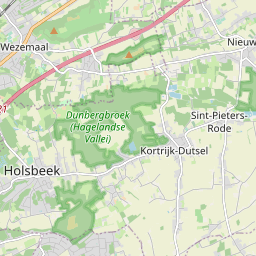 Wezemaal
Nieuw
Dunbergbroek
(Hagelandse
Vallei)
Sint-Pieters-
Rode
Kortrijk-Dutsel
Holsbeek